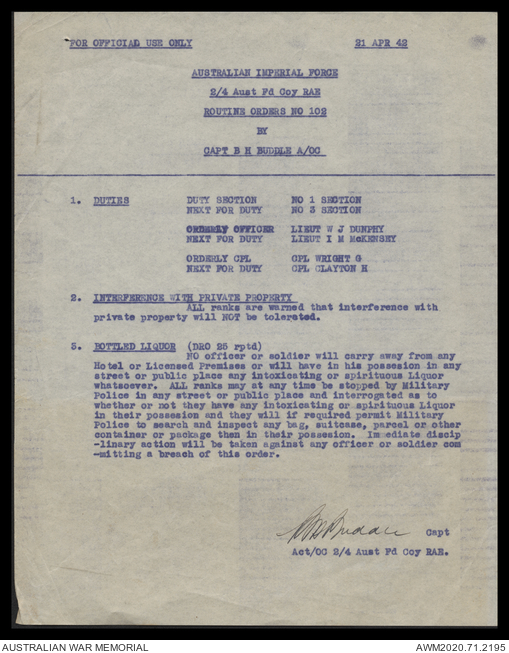 FOR OFFICIAL USE ONLY 21 APR 42
AUSTRALIAN IMPERIAL FORCE
2/4 Aust Fd Coy RAE
ROUTINE ORDERS NO 102
BY
CAPT B H BUDDLE A/OC
1. DUTIES DUTY SECTION NO 1 SECTION
NEXT FOR DUTY NO 3 SECTION
ORDERLY OFFICER LIEUT W J DUNPHY
NEXT FOR DUTY LIEUT I M McKENSEY
ORDERLY CPL CPL WRIGHT G
NEXT FOR DUTY CPL CLAYTON H
2. INTERFERENCE WITH PRIVATE PROPERTY
ALL ranks are warned that interference with
private property will NOT be tolerated.
3. BOTTLED LIQUOR (DRO 25 rptd)
NO officer or soldier will carry away from any
Hotel or Licensed Premises or will have in his possesion in any
street or public place any intoxicating or spirituous Liquor
whatsoever. ALL ranks may at any time be stopped by Military
Police in any street or public place and interrogated as to
whether or not they have any intoxicating or spirituous Liquor
in their possesion and they will if required permit Military
Police to search and inspect any bag, suitcase, parcel or other
container or package then in their possesion. Immediate discip
-linary action will be taken against any officer or soldier com
-mitting a breach of this order.
B H Buddle Capt
Act/OC 2/4 Aust Fd Coy RAE.
AUSTRALIAN WAR MEMORIAL AWM2020.71.2195